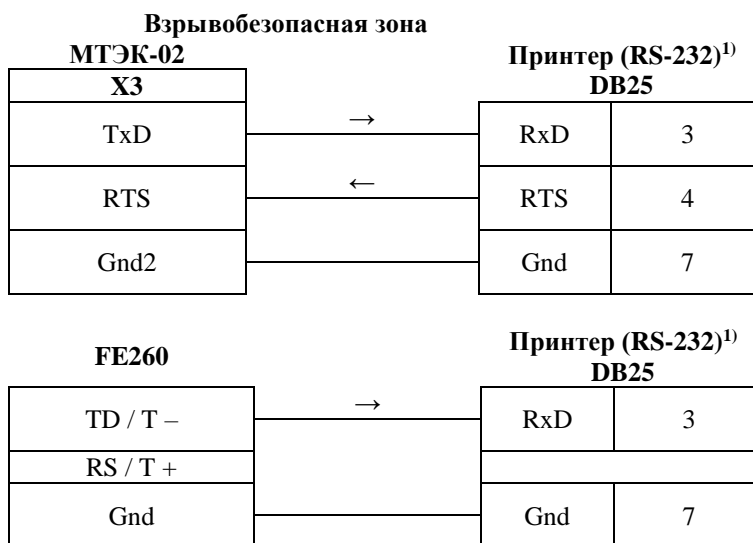 Взрывобезопасная зона
МТЭК-02 Принтер (RS-232)1)
X3 DB25
TxD → RxD 3
RTS ← RTS 4
Gnd2 Gnd 7
FE260 Принтер (RS-232)1)
DB25
TD / T – → RxD 3
RS / T +
Gnd Gnd 7